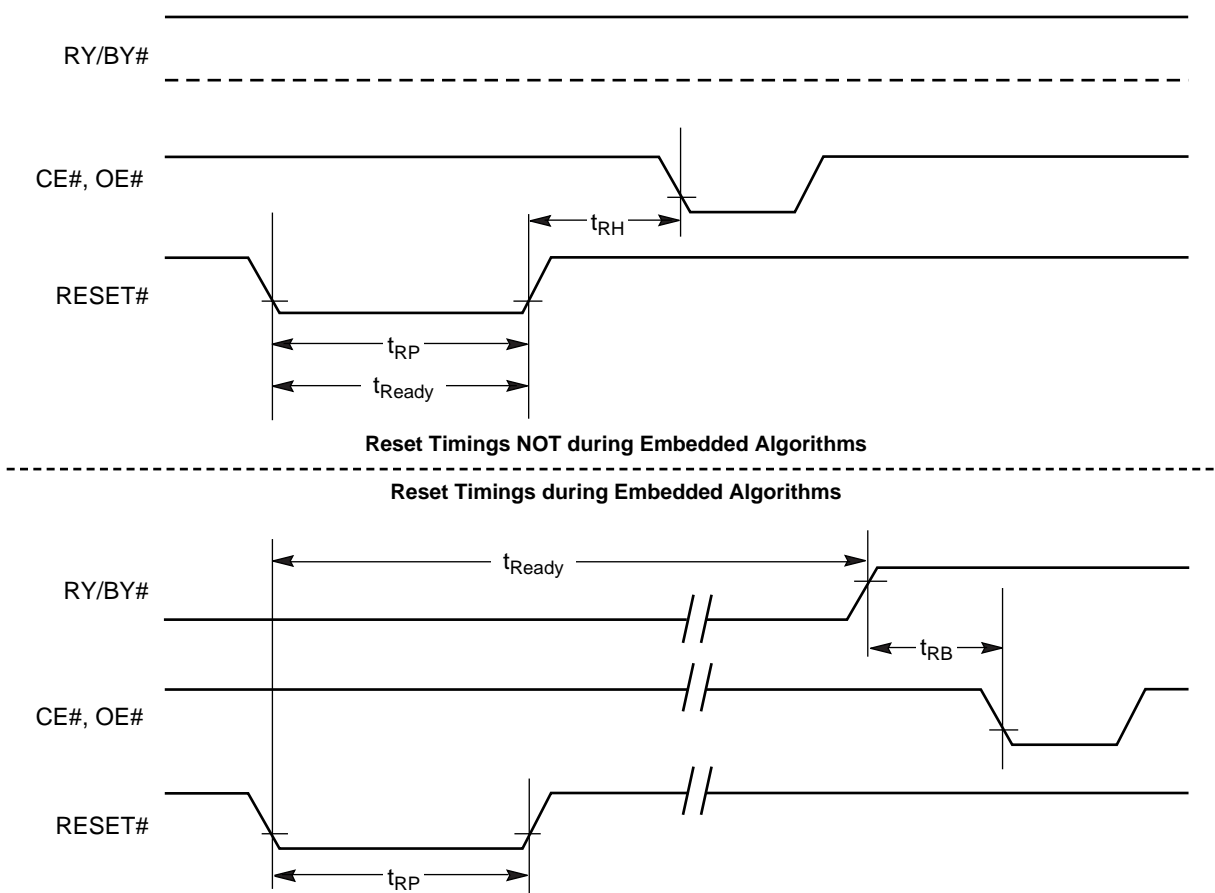 RY/BY#
CE#, OE#
tRH
RESET#
tRP
tReady
Reset Timings NOT during Embedded Algorithms
Reset Timings during Embedded Algorithms
tReady
RY/BY#
tRB
CE#, OE#
RESET#
tRP